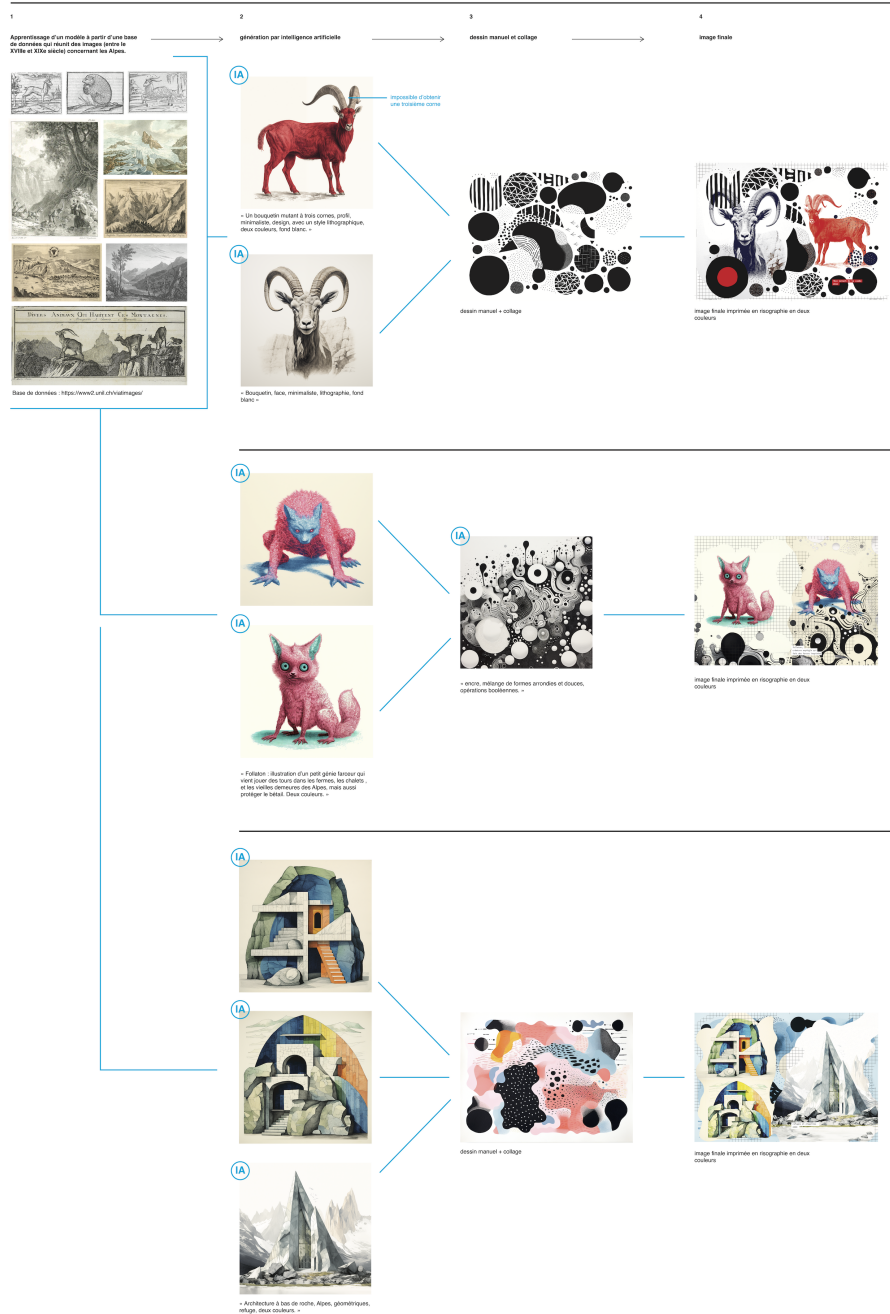 1
2
3
4
Apprentissage d'un modèle à partir d'une base
de données qui réunit des images (entre le
XVIIIe et XIXe siècle) concernant les Alpes.
génération par intelligence artificielle
dessin manuel et collage
image finale
IA
impossible d'obtenir
une troisième corne
« Un bouquetin mutant à trois cornes, profil,
minimaliste, design, avec un style lithographique,
deux couleurs, fond blanc. »
IA
DIVERS ANIMAUX QUI HABITENT CES MONTAGNES.
dessin manuel + collage
image finale imprimée en risographie en deux
couleurs
Base de données : https://www2.unil.ch/viatimages/
« Bouquetin, face, minimaliste, lithographie, fond
blanc »
IA
IA
IA
« encre, mélange de formes arrondies et douces,
opérations booléennes. »
image finale imprimée en risographie en deux
couleurs
« Follaton : illustration d'un petit génie farceur qui
vient jouer des tours dans les fermes, les chalets ,
et les vieilles demeures des Alpes, mais aussi
protéger le bétail. Deux couleurs. »
IA
IA
dessin manuel + collage
image finale imprimée en risographie en deux
couleurs
IA
« Architecture à bas de roche, Alpes, géométriques,
refuge, deux couleurs. »